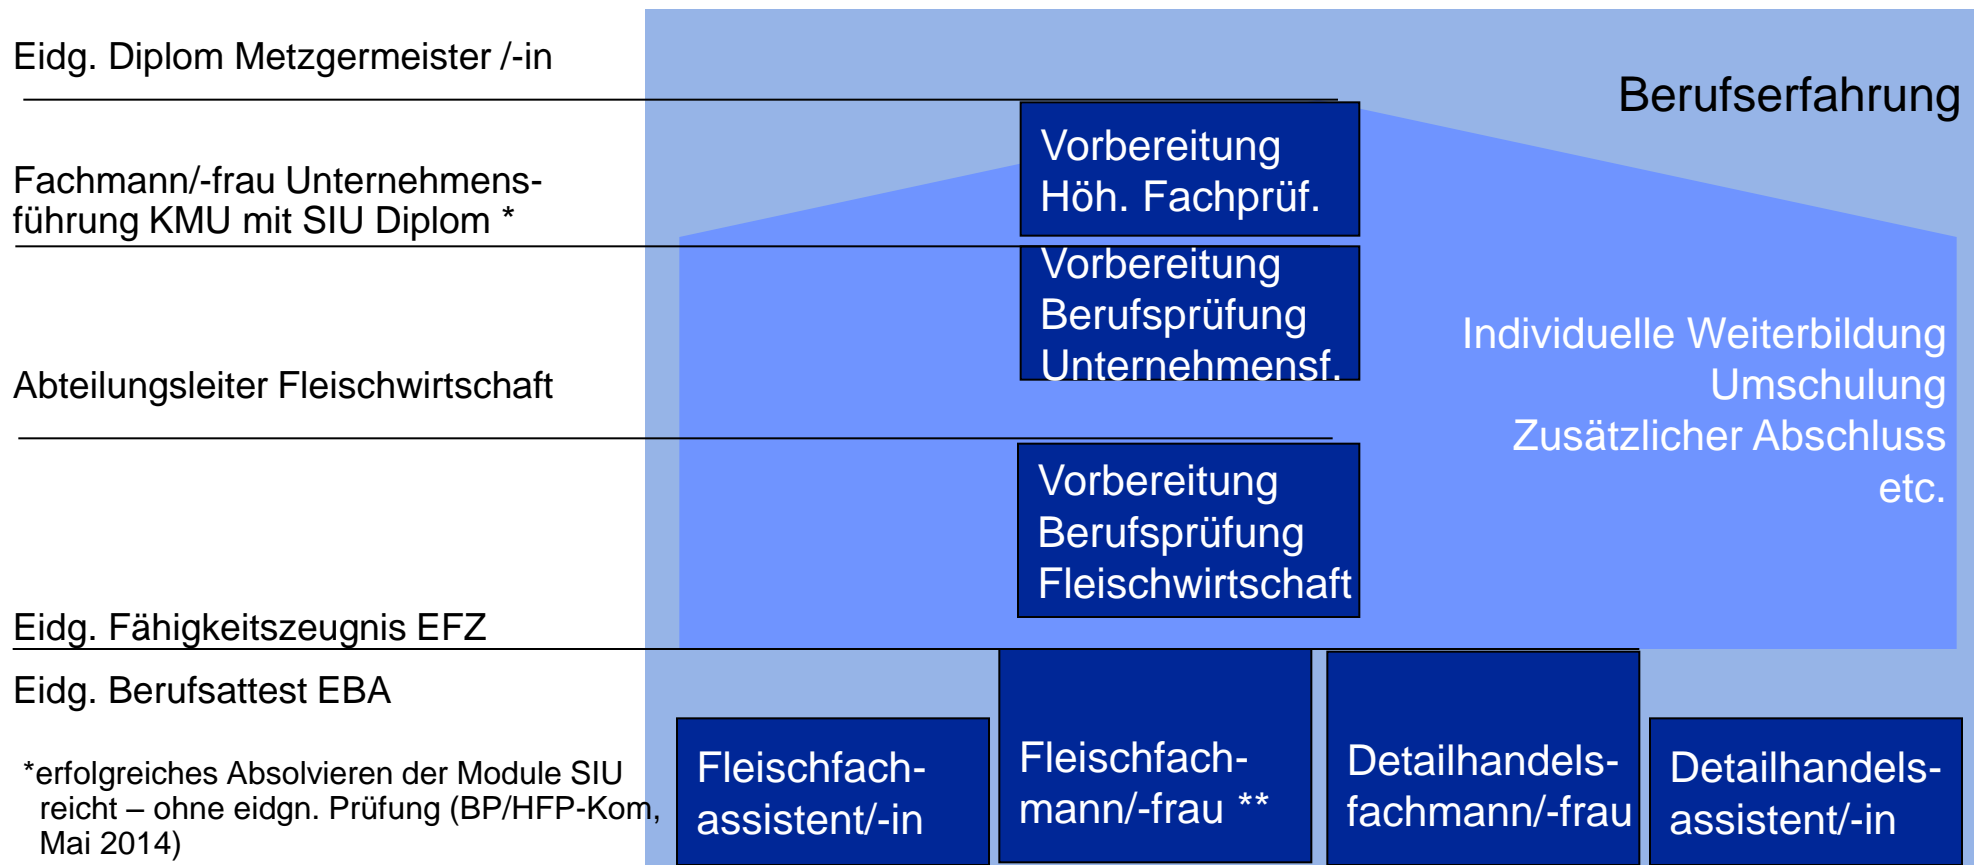 Eidg. Diplom Metzgermeister /-in
Berufserfahrung
Vorbereitung
Höh. Fachprüf.
Fachmann/-frau Unternehmens-
führung KMU mit SIU Diplom *
Vorbereitung
Berufsprüfung
Unternehmensf.
Individuelle Weiterbildung
Umschulung
Zusätzlicher Abschluss
etc.
Abteilungsleiter Fleischwirtschaft
Vorbereitung
Berufsprüfung
Fleischwirtschaft
Eidg. Fähigkeitszeugnis EFZ
Eidg. Berufsattest EBA
*erfolgreiches Absolvieren der Module SIU
reicht – ohne eidgn. Prüfung (BP/HFP-Kom,
Mai 2014)
Fleischfach-
assistent/-in
Fleischfach-
mann/-frau **
Detailhandels-
fachmann/-frau
Detailhandels-
assistent/-in